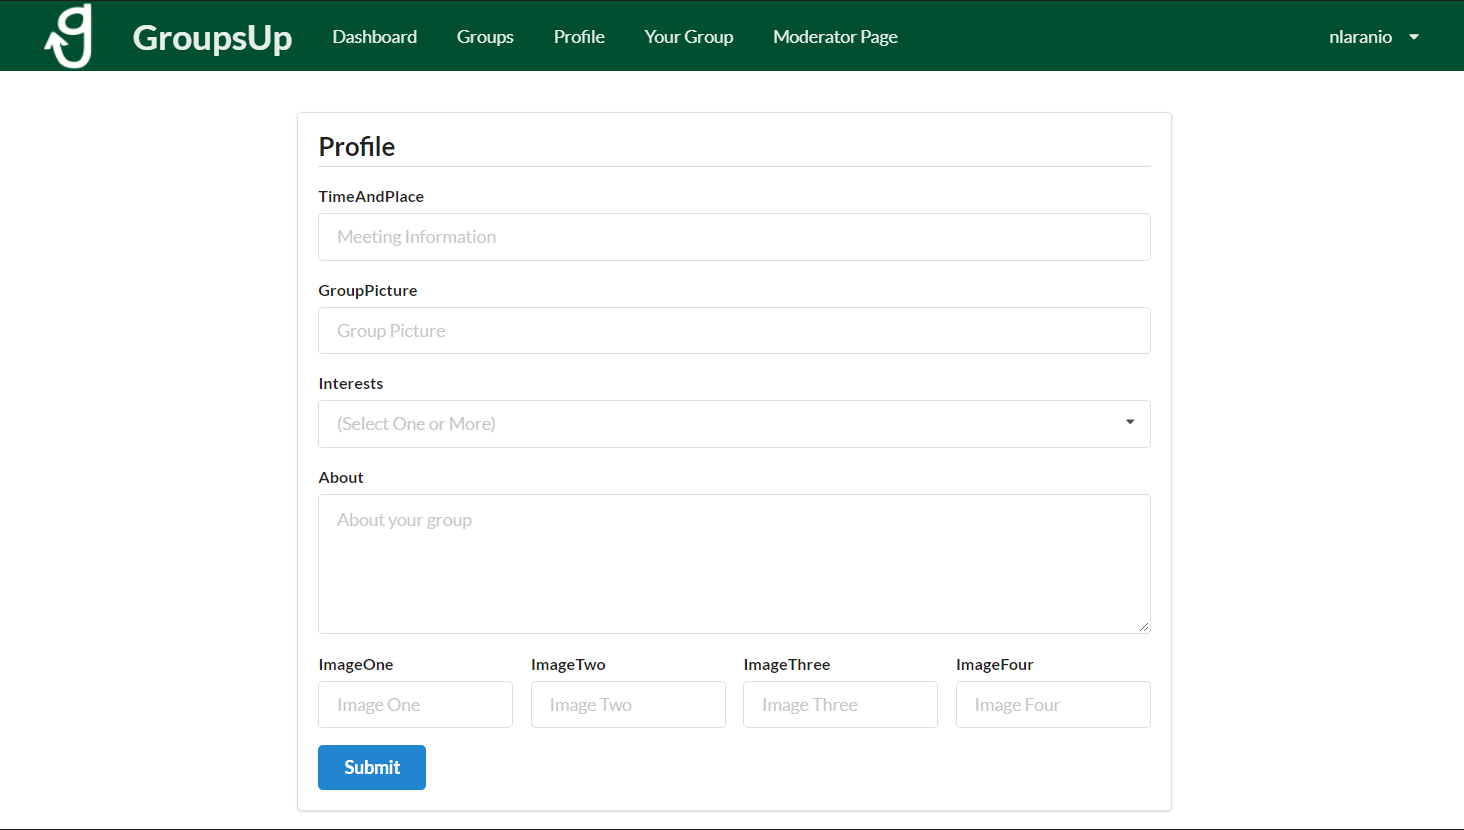 GroupsUp Dashboard Groups Profile Your Group Moderator Page nlaranio
Profile
TimeAndPlace
Meeting Information
GroupPicture
Group Picture
Interests
(Select One or More)
About
About your group
ImageOne ImageTwo ImageThree ImageFour
Image One Image Two Image Three Image Four
Submit